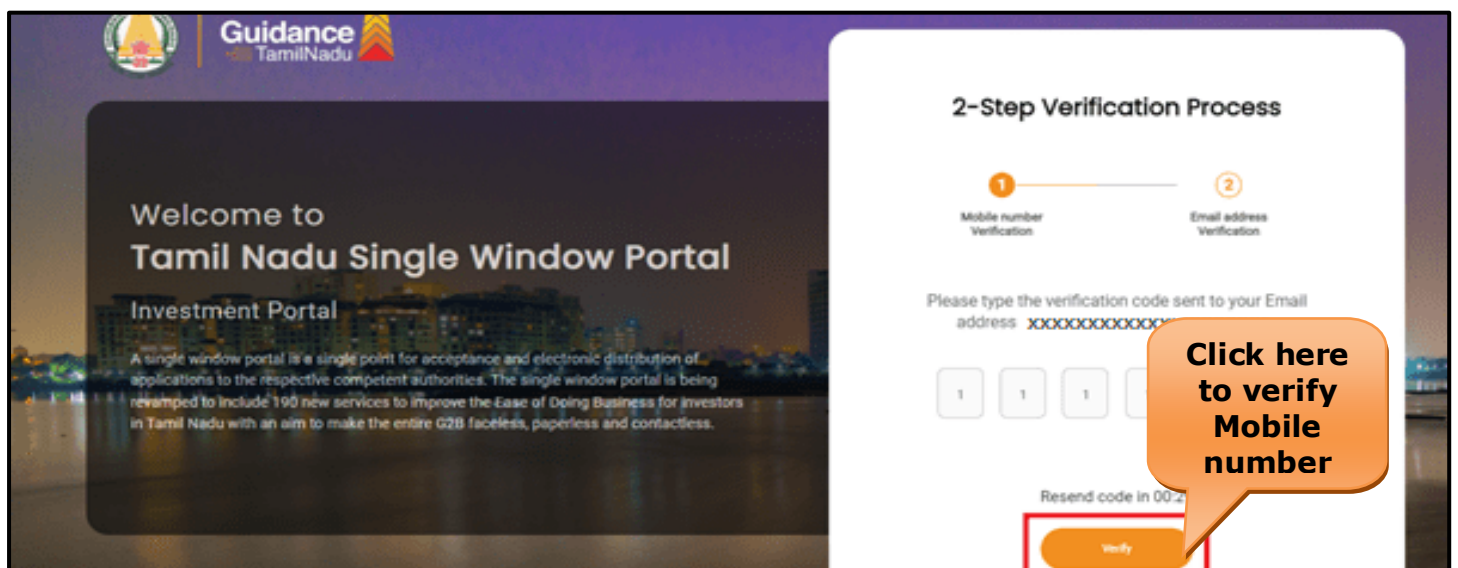 Guidance
TamilNadu
Welcome to
Tamil Nadu Single Window Portal
Investment Portal
A single window portal is a single point for acceptance and electronic distribution of
applications to the respective competent authorities. The single window portal is being
revamped to include 190 new services to improve the Ease of Doing Business for investors
in Tamil Nadu with an aim to make the entire G2B faceless, paperless and contactless.
2-Step Verification Process
1
2
Mobile number
Verification
Email address
Verification
Please type the verification code sent to your Email
address XXXXXXXXXXXX
1 1 1
Resend code in 00:2
Verify
Click here
to verify
Mobile
number